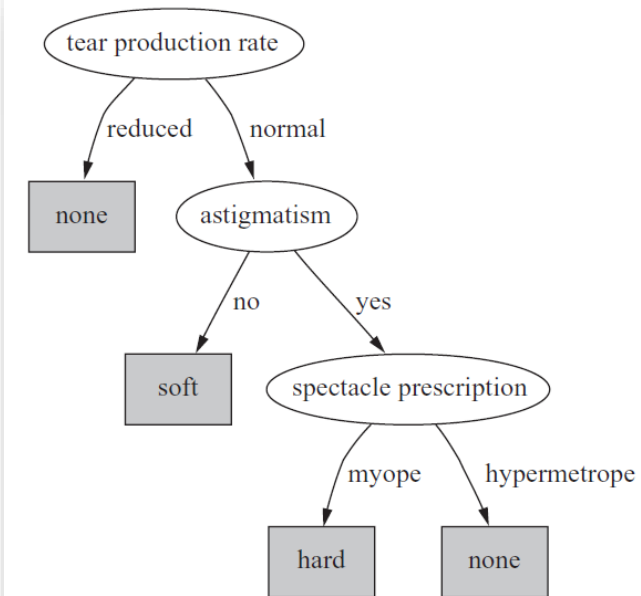 tear production rate
reduced
normal
none
astigmatism
no
yes
soft
spectacle prescription
myope
hypermetrope
hard
none